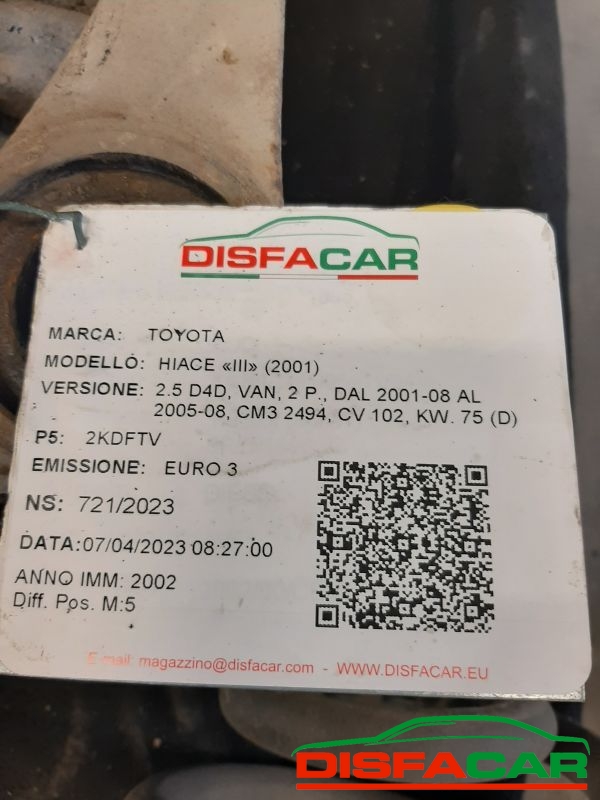 DISFACAR
MARCA: TOYOTA
MODELLO: HIACE «III» (2001)
VERSIONE: 2.5 D4D, VAN, 2 P., DAL 2001-08 AL
2005-08, CM3 2494, CV 102, KW. 75 (D)
P5: 2KDFTV
EMISSIONE: EURO 3
NS: 721/2023
DATA:07/04/2023 08:27:00
ANNO IMM: 2002
Diff. Pos. M:5
E-mail: magazzino@disfacar.com - WWW.DISFACAR.EU
DISFACAR